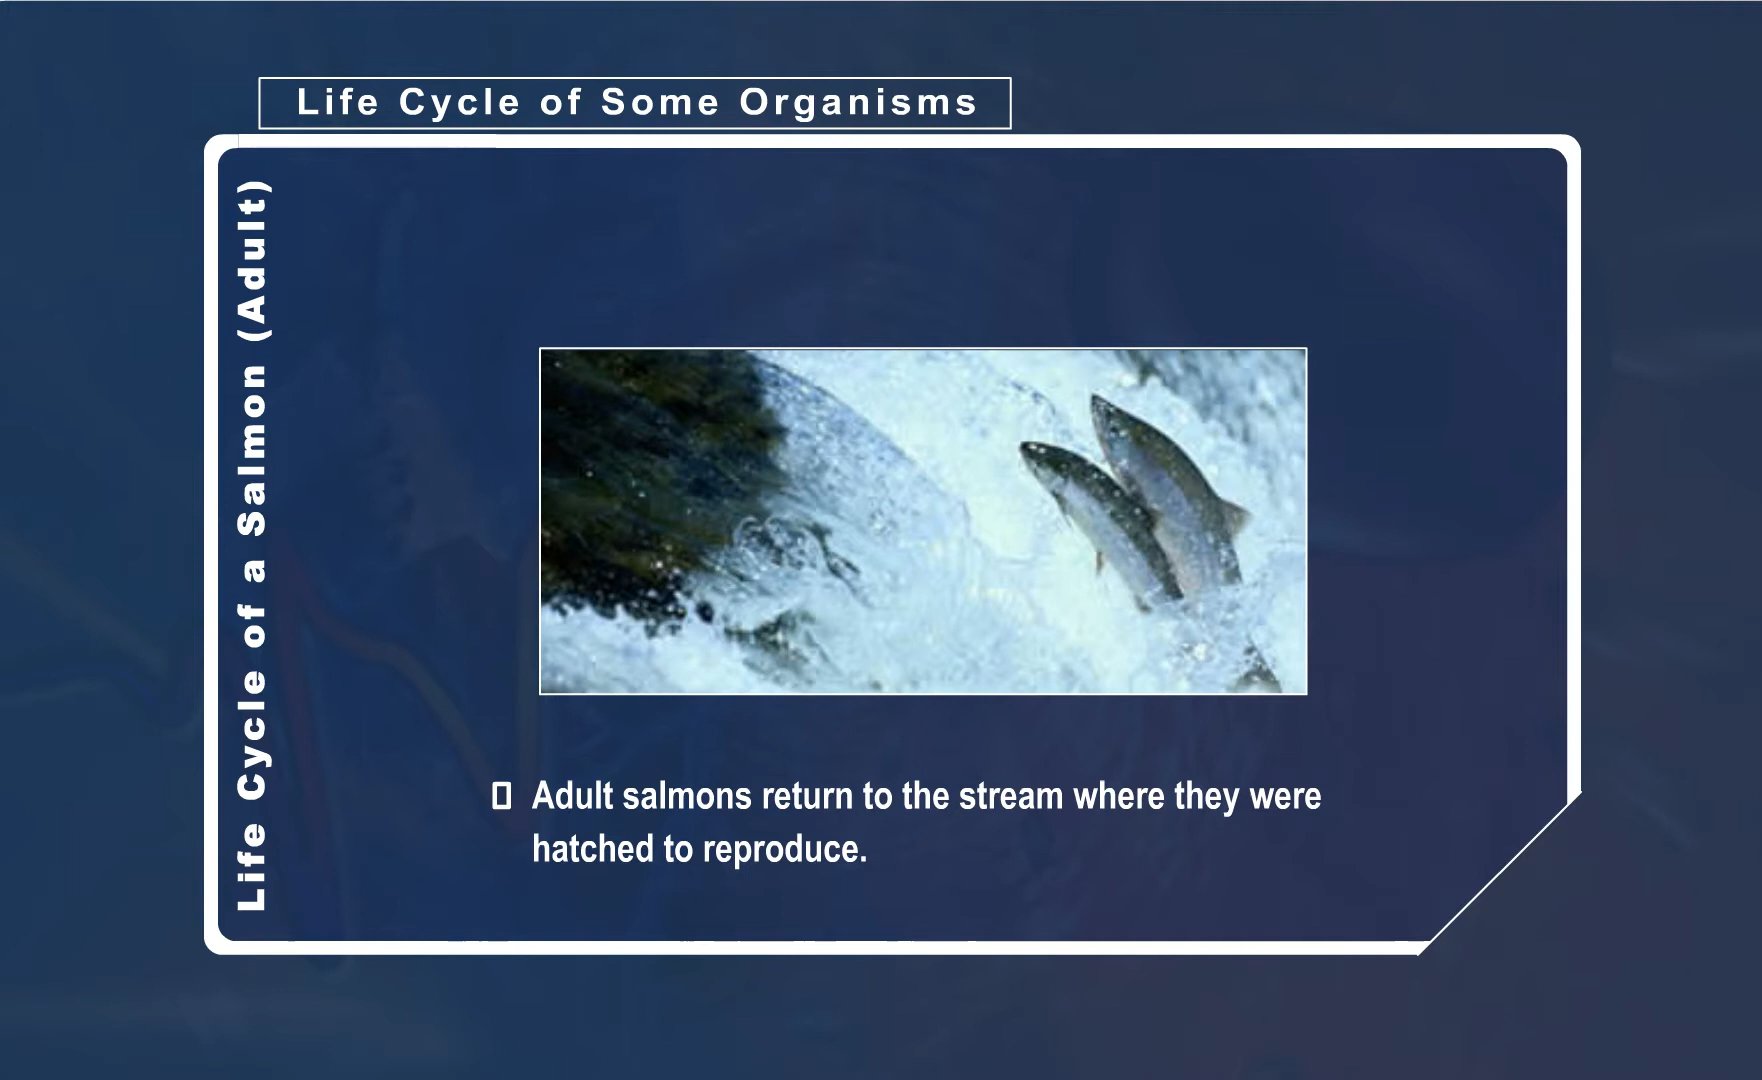 Life Cycle of Some Organisms
Life Cycle of a Salmon (Adult)
Adult salmons return to the stream where they were
hatched to reproduce.